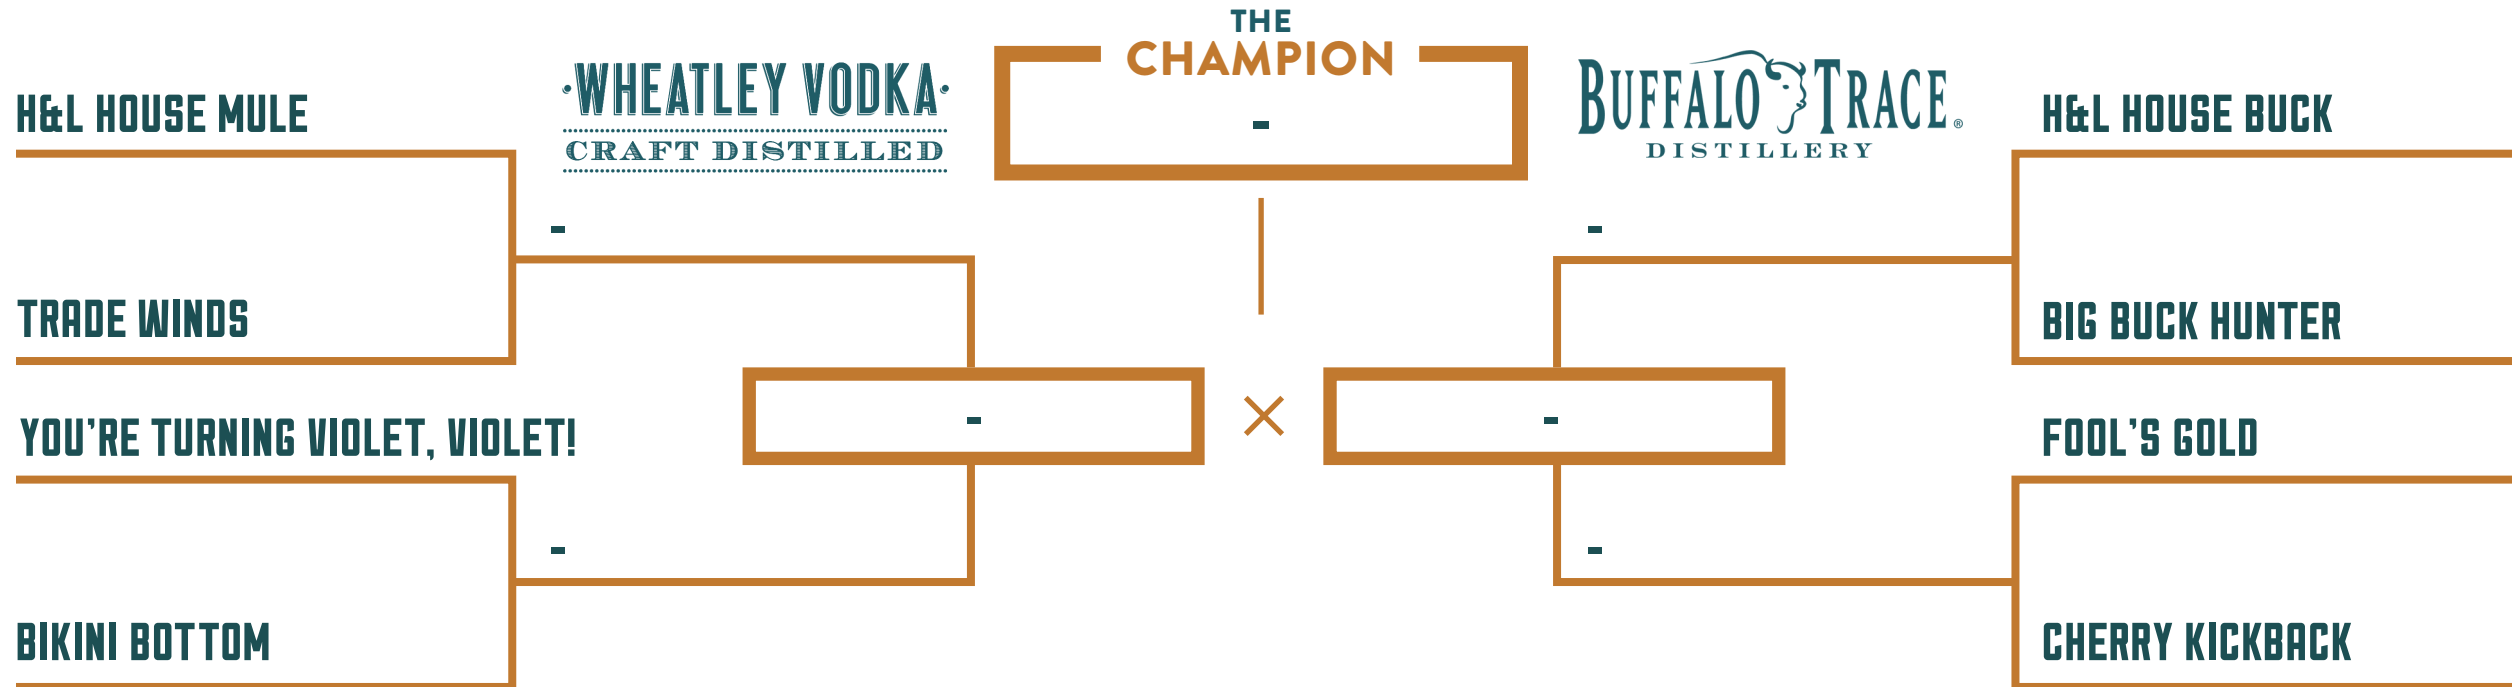 THE
CHAMPION
-
H&L HOUSE MULE
·WHEATLEY VODKA·
CRAFT DISTILLED
BUFFALO TRACE®
DISTILLERY
H&L HOUSE BUCK
-
-
TRADE WINDS
BIG BUCK HUNTER
YOU'RE TURNING VIOLET, VIOLET!
-
×
-
FOOL'S GOLD
-
-
BIKINI BOTTOM
CHERRY KICKBACK